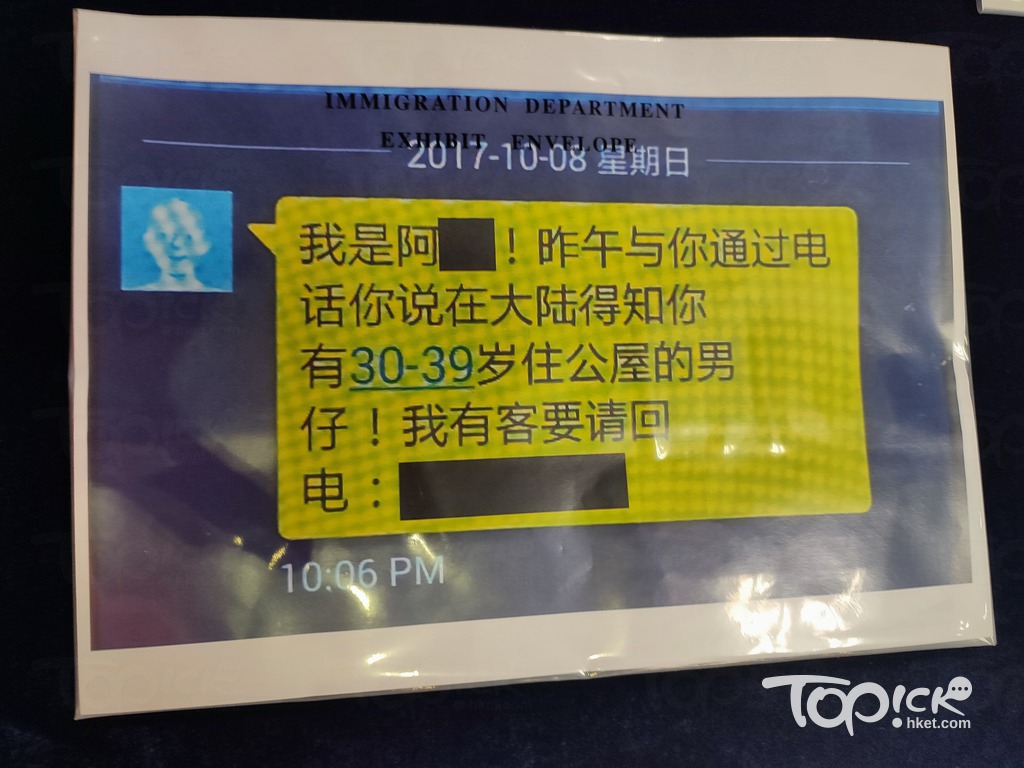 IMMIGRATION DEPARTMENT
EXHIBIT ENVELOPE
2017-10-08 星期日
我是阿！昨午与你通过电
话你说在大陆得知你
有30-39岁住公屋的男
仔！我有客要请回
电：
10:06 PM
TOPICK
hket.com